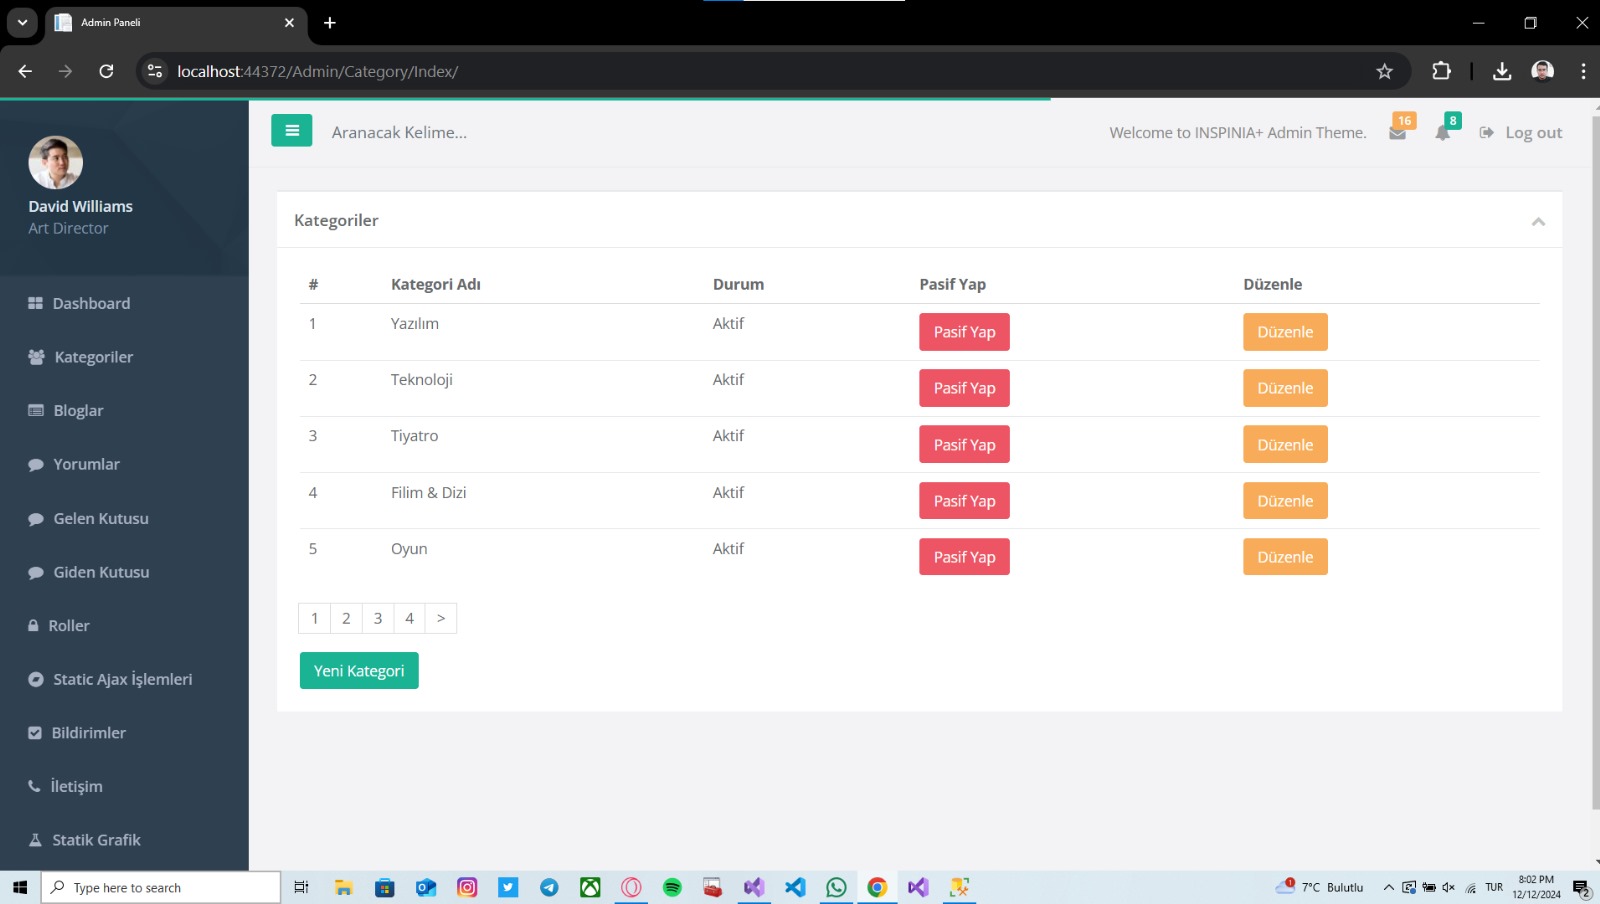 Admin Paneli
localhost:44372/Admin/Category/Index/
David Williams
Art Director
Dashboard
Kategoriler
Bloglar
Yorumlar
Gelen Kutusu
Giden Kutusu
Roller
Static Ajax İşlemleri
Bildirimler
İletişim
Statik Grafik
Aranacak Kelime...
Welcome to INSPINIA+ Admin Theme. 16 8 Log out
Kategoriler
# Kategori Adı Durum Pasif Yap Düzenle
1 Yazılım Aktif Pasif Yap Düzenle
2 Teknoloji Aktif Pasif Yap Düzenle
3 Tiyatro Aktif Pasif Yap Düzenle
4 Filim & Dizi Aktif Pasif Yap Düzenle
5 Oyun Aktif Pasif Yap Düzenle
1 2 3 4 >
Yeni Kategori
Type here to search
1 7°C Bulutlu
TUR
8:02 PM
12/12/2024
2